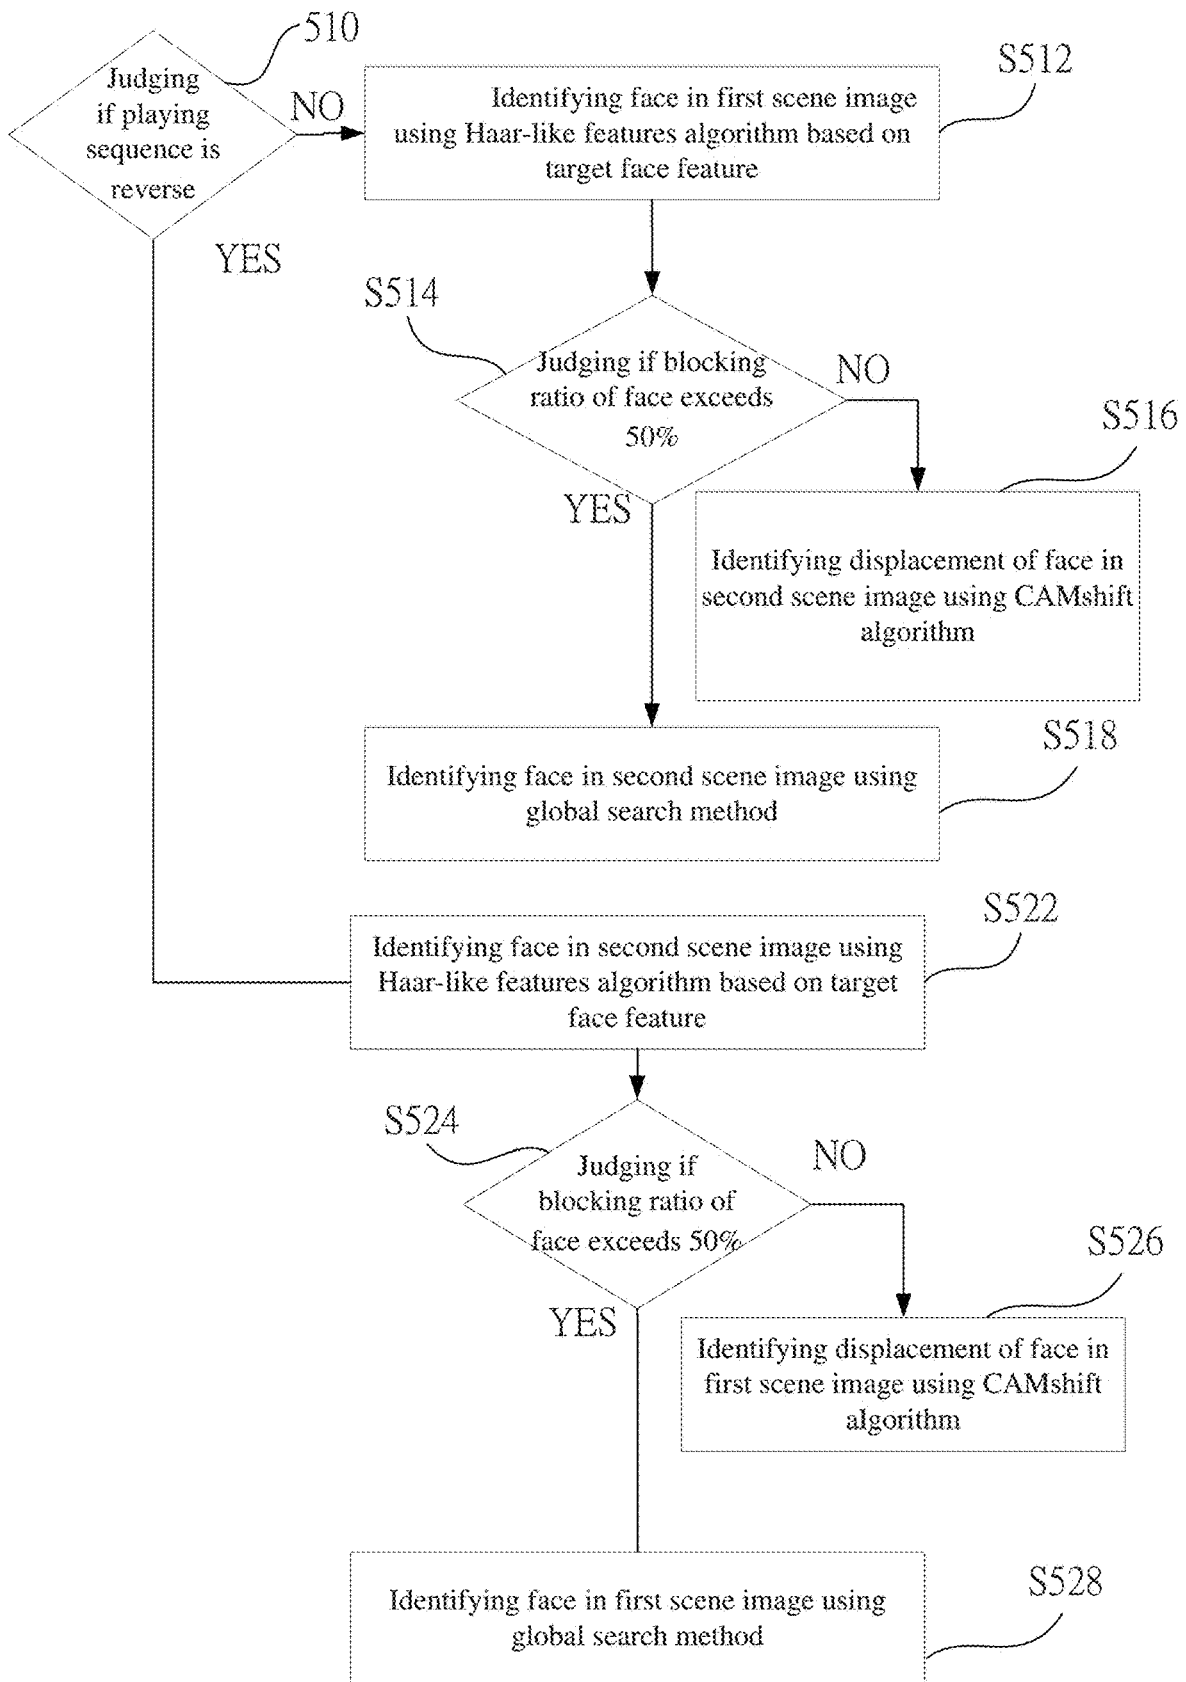 510
Judging
if playing
sequence is
reverse
NO
YES
S512
Identifying face in first scene image
using Haar-like features algorithm based on
target face feature
S514
Judging if blocking
ratio of face exceeds
50%
NO
YES
S516
Identifying displacement of face in
second scene image using CAMshift
algorithm
S518
Identifying face in second scene image using
global search method
S522
Identifying face in second scene image using
Haar-like features algorithm based on target
face feature
S524
Judging if
blocking ratio of
face exceeds 50%
NO
YES
S526
Identifying displacement of face in
first scene image using CAMshift
algorithm
S528
Identifying face in first scene image using
global search method